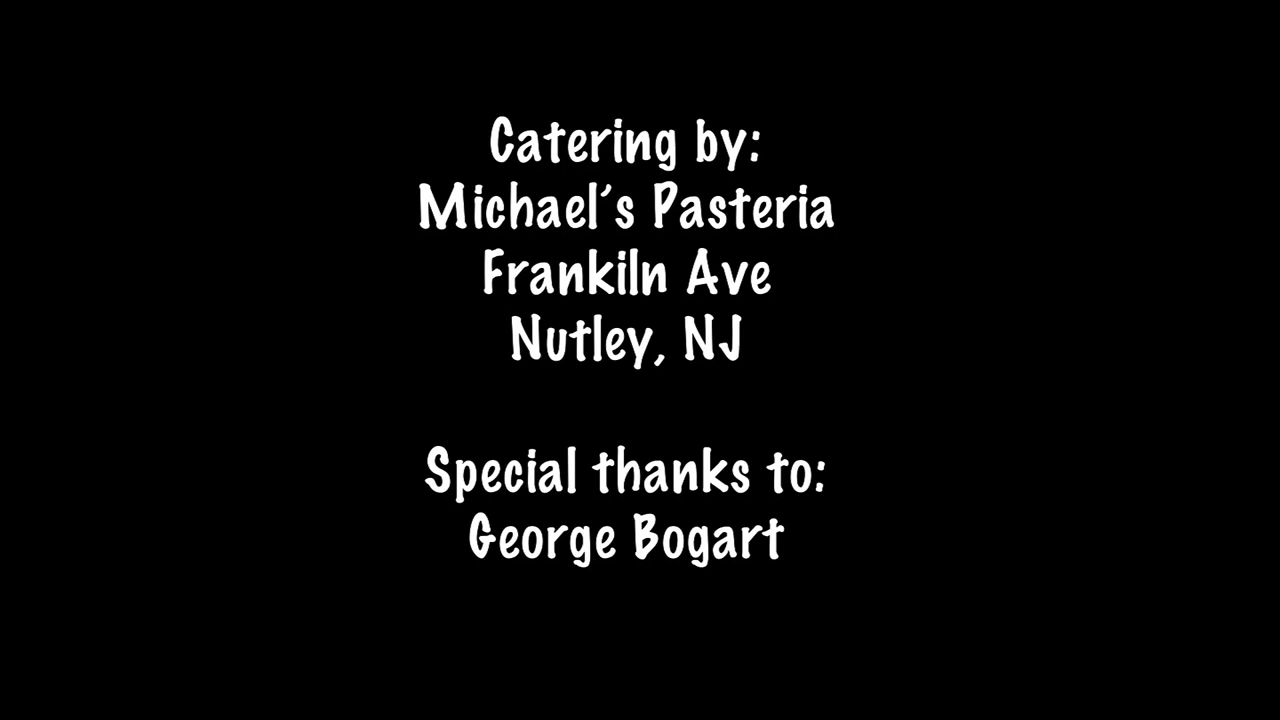 Catering by:
Michael's Pasteria
Frankiln Ave
Nutley, NJ
Special thanks to:
George Bogart